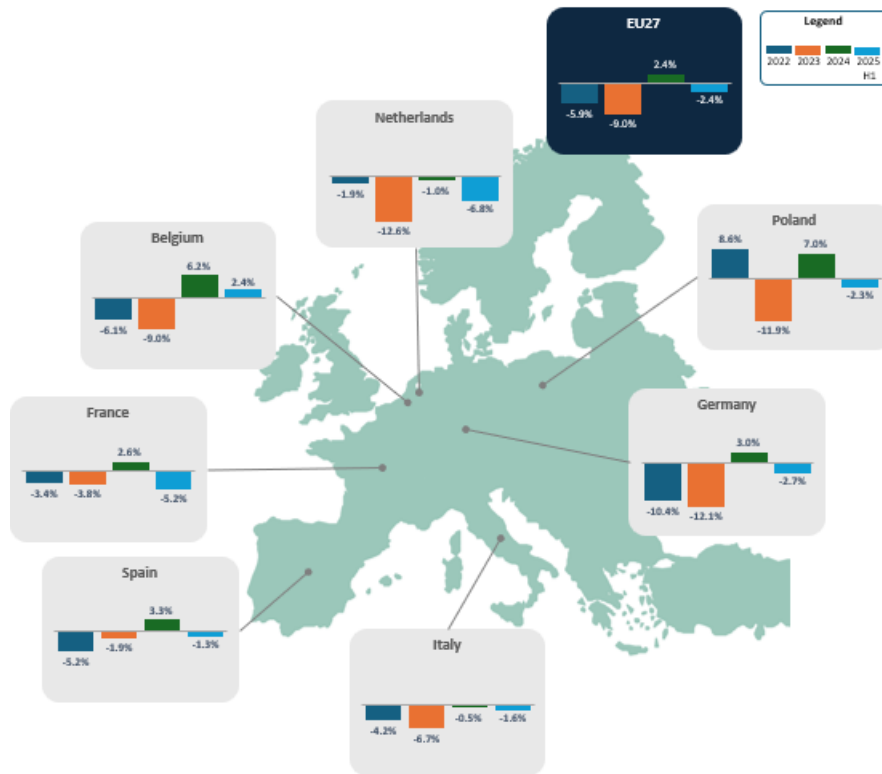 EU27
2.4%
-5.9%
-9.0%
-2.4%
Legend
2022 2023 2024 2025
H1
Netherlands
-1.9%
-12.6%
-1.0%
-6.8%
Belgium
6.2%
2.4%
-6.1%
-9.0%
Poland
8.6%
7.0%
-11.9%
-2.3%
France
2.6%
-3.4%
-3.8%
-5.2%
Germany
3.0%
-10.4%
-12.1%
-2.7%
Spain
3.3%
-5.2%
-1.9%
-1.3%
Italy
-4.2%
-6.7%
-0.5%
-1.6%